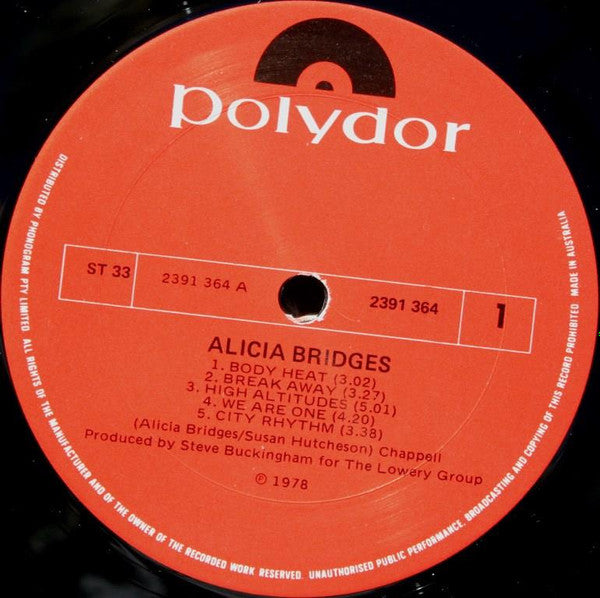 polydor
ST 33
2391 364 A
2391 364
1
ALICIA BRIDGES
1. BODY HEAT (3.02)
2. BREAK AWAY (3.27)
3. HIGH ALTITUDES (5.01)
4. WE ARE ONE (4.20)
5. CITY RHYTHM (3.38)
(Alicia Bridges/Susan Hutcheson) Chappell
Produced by Steve Buckingham for The Lowery Group
℗ 1978
DISTRIBUTED BY PHONOGRAM PTY LIMITED. ALL RIGHTS OF THE MANUFACTURER AND OF THE OWNER OF THE RECORDED WORK RESERVED. UNAUTHORISED PUBLIC PERFORMANCE, BROADCASTING AND COPYING OF THIS RECORD PROHIBITED. MADE IN AUSTRALIA